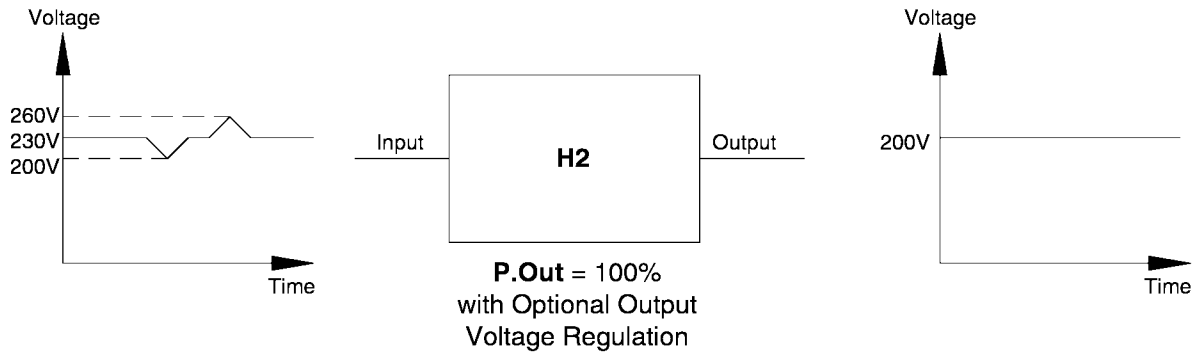 Voltage
260V
230V
200V
Time
Input
H2
Output
P.Out = 100%
with Optional Output
Voltage Regulation
Voltage
200V
Time